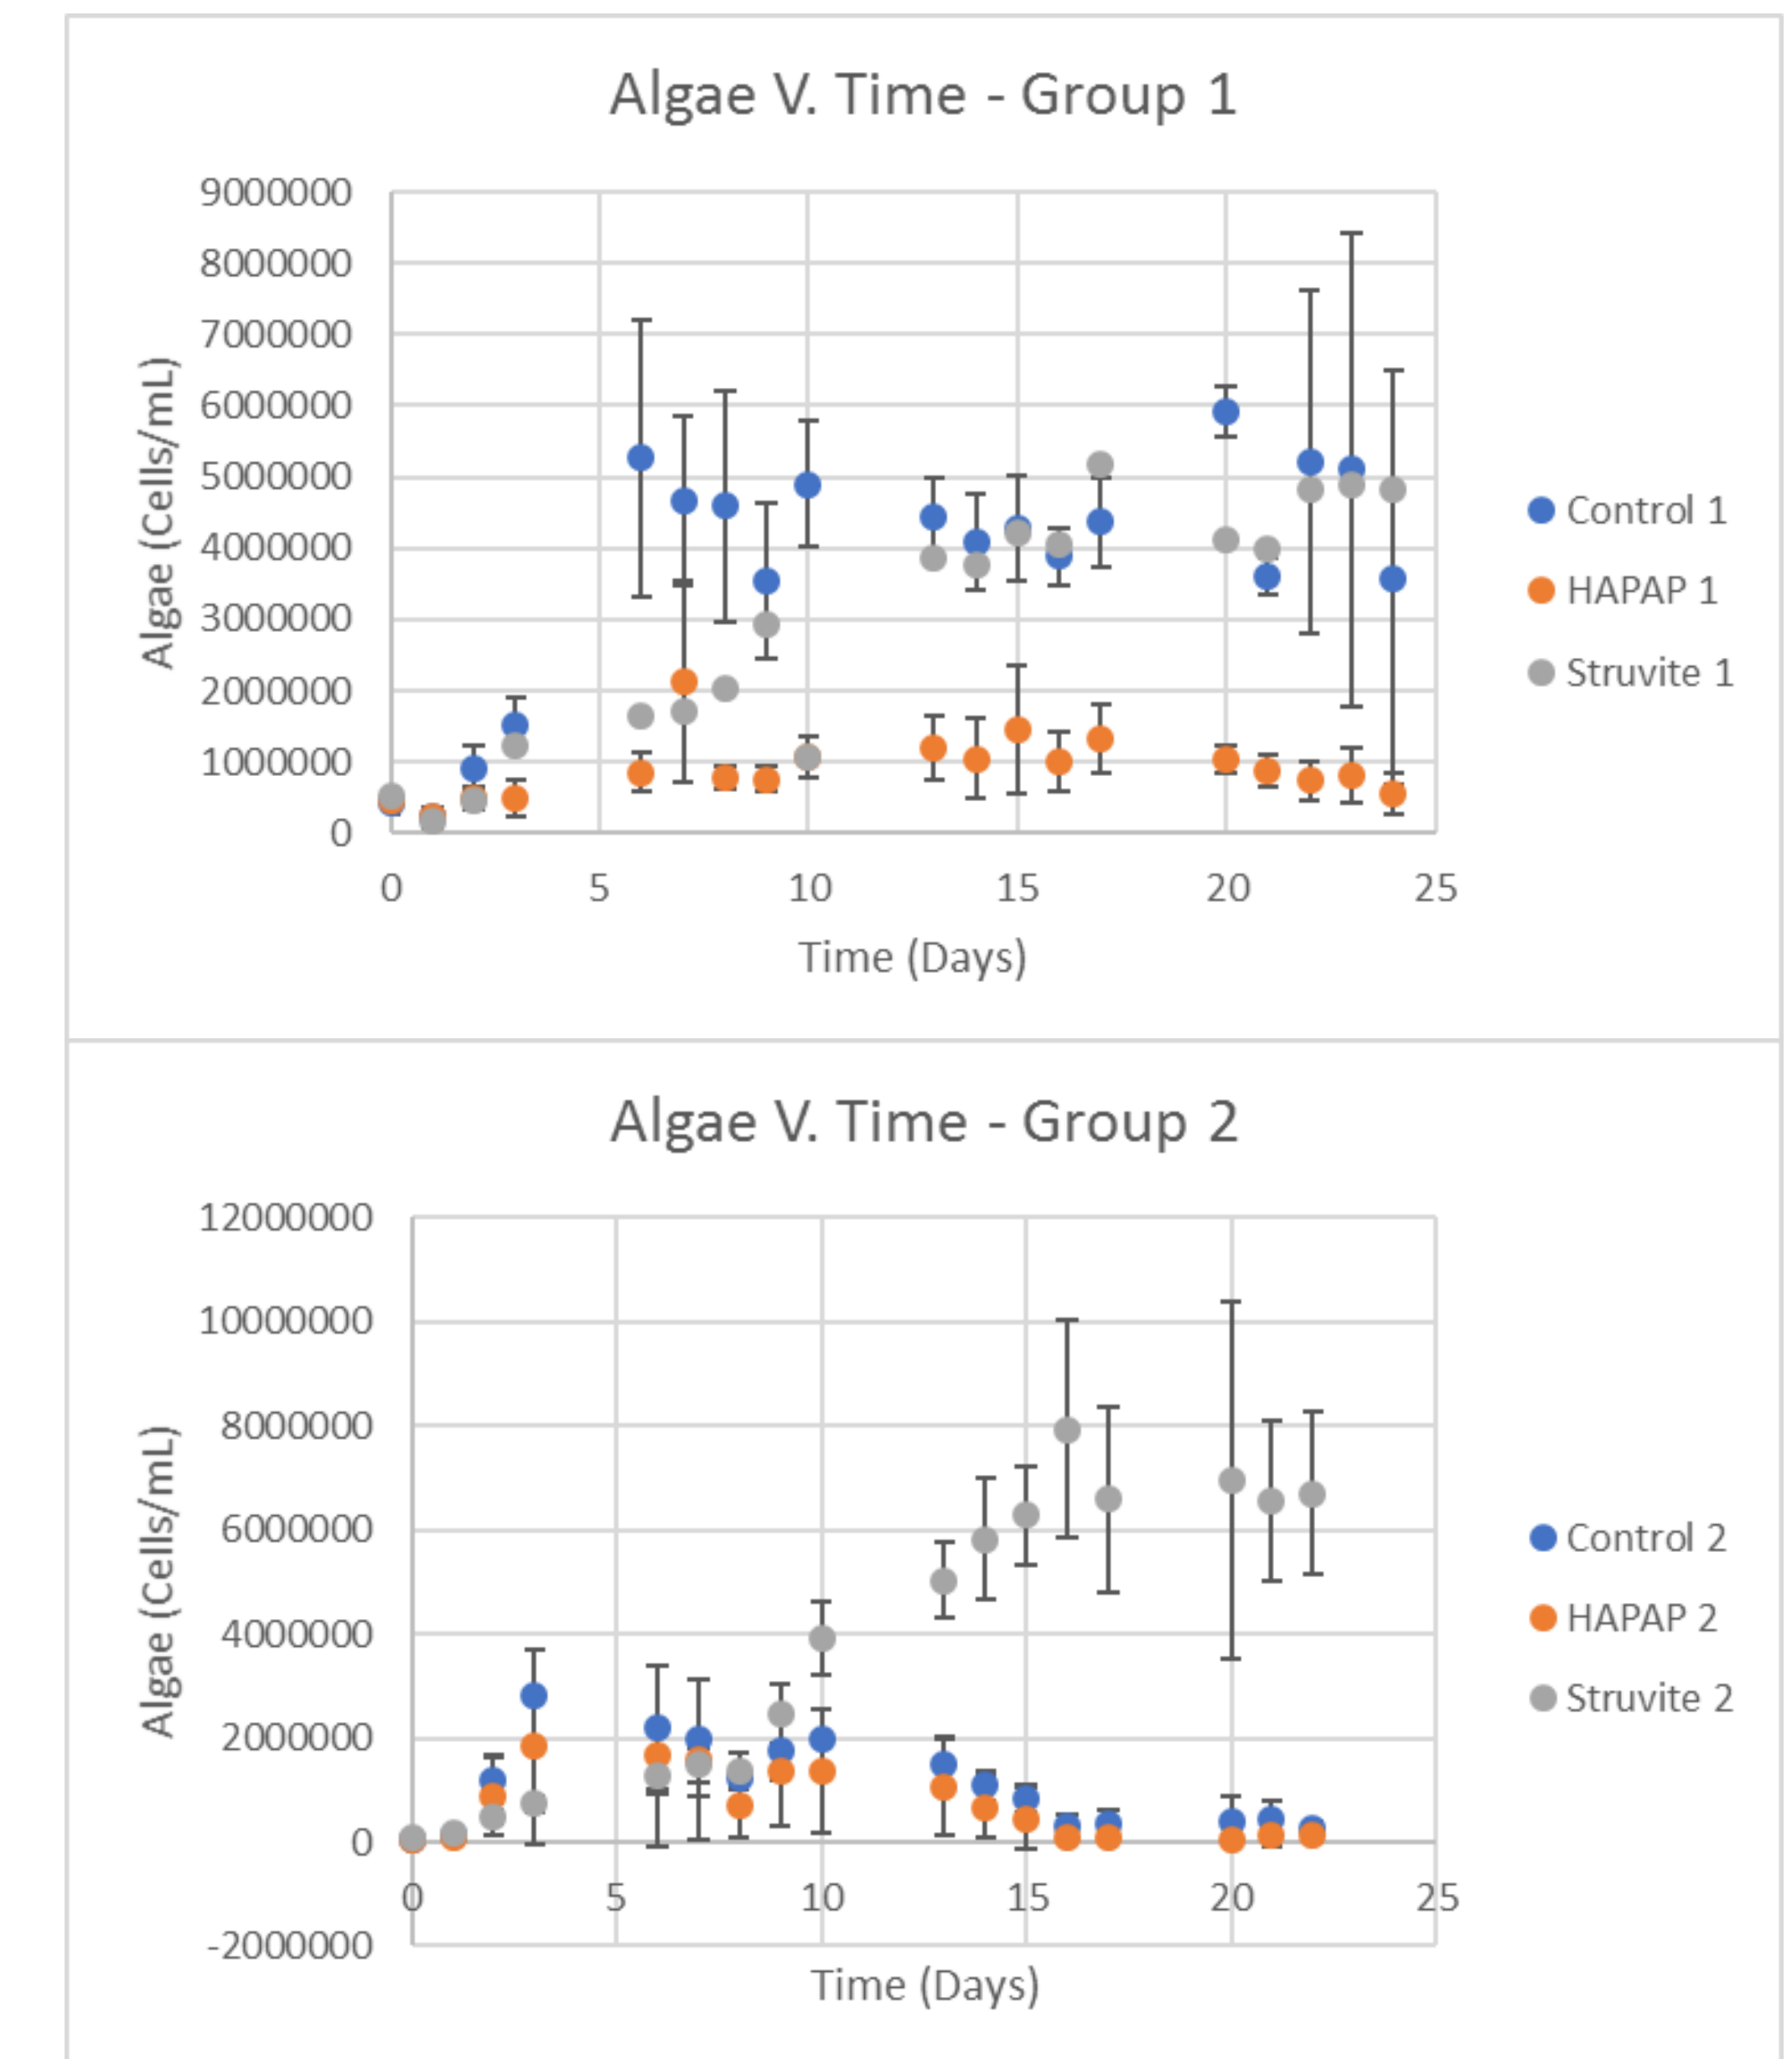 Algae V. Time - Group 1
Algae (Cells/mL)
9000000
8000000
7000000
6000000
5000000
4000000
3000000
2000000
1000000
0
0 5 10 15 20 25
Time (Days)
Control 1
HAPAP 1
Struvite 1
Algae V. Time - Group 2
Algae (Cells/mL)
12000000
10000000
8000000
6000000
4000000
2000000
0
-2000000
0 5 10 15 20 25
Time (Days)
Control 2
HAPAP 2
Struvite 2